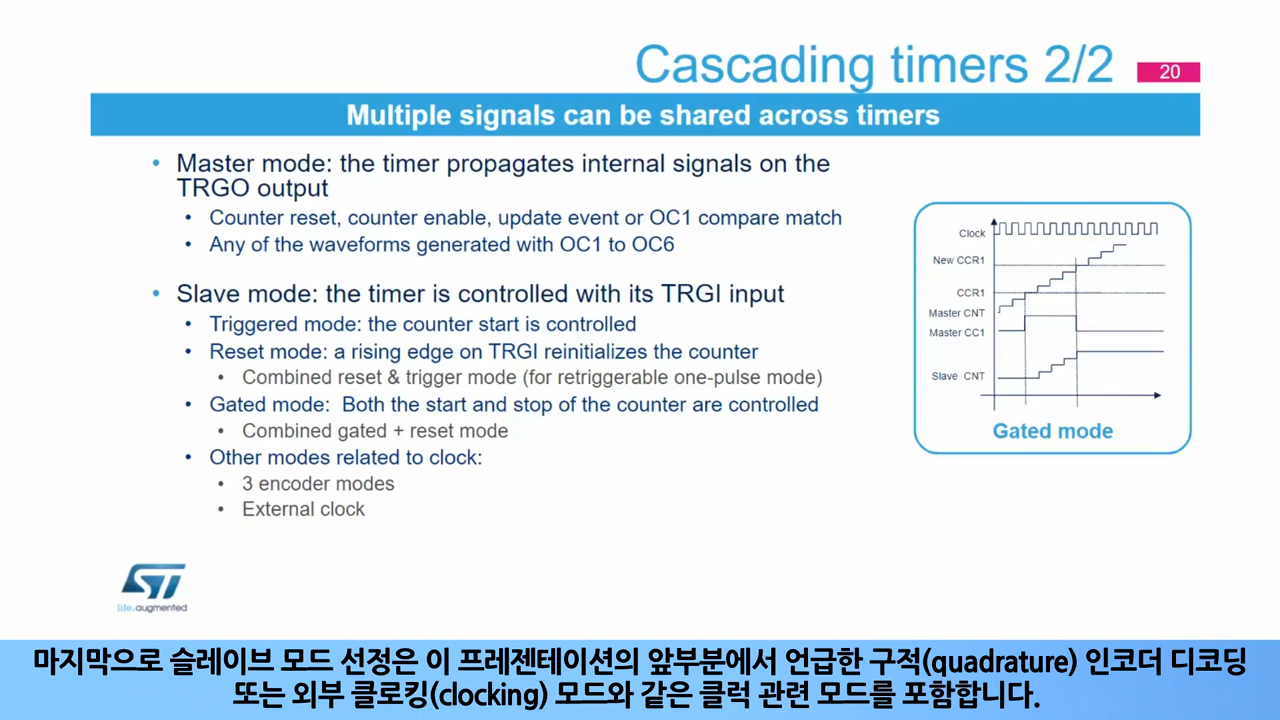 Cascading timers 2/2
20
Multiple signals can be shared across timers
• Master mode: the timer propagates internal signals on the
TRGO output
• Counter reset, counter enable, update event or OC1 compare match
• Any of the waveforms generated with OC1 to OC6
• Slave mode: the timer is controlled with its TRGI input
• Triggered mode: the counter start is controlled
• Reset mode: a rising edge on TRGI reinitializes the counter
• Combined reset & trigger mode (for retriggerable one-pulse mode)
• Gated mode: Both the start and stop of the counter are controlled
• Combined gated + reset mode
• Other modes related to clock:
• 3 encoder modes
• External clock
Clock
New CCR1
CCR1
Master CNT
Master CC1
Slave CNT
Gated mode
ST
life.augmented
마지막으로 슬레이브 모드 선정은 이 프레젠테이션의 앞부분에서 언급한 구적(quadrature) 인코더 디코딩
또는 외부 클로킹(clocking) 모드와 같은 클럭 관련 모드를 포함합니다.